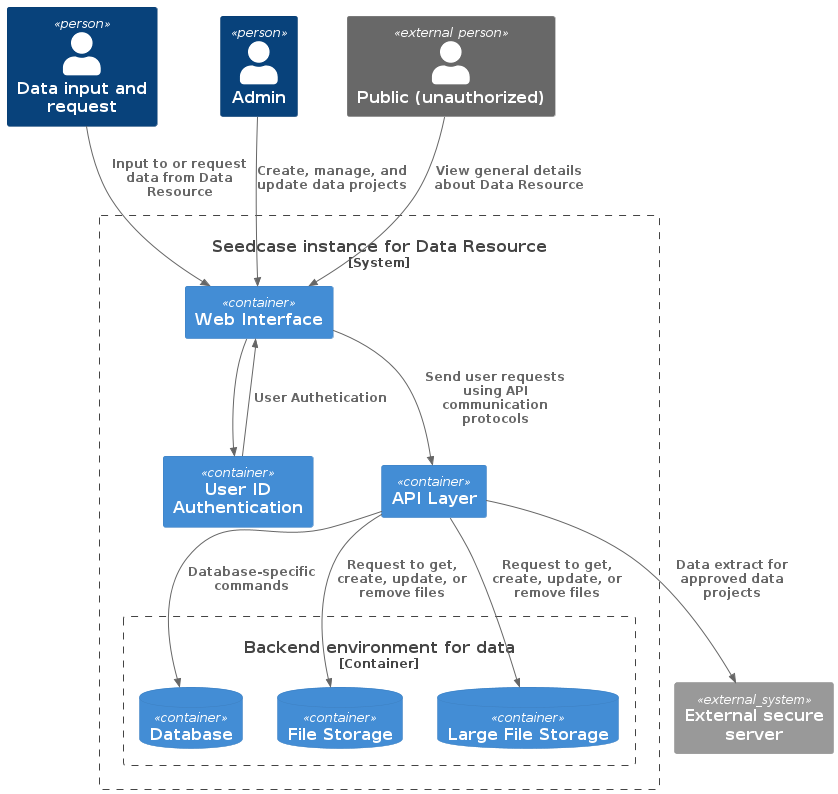 «person»
Data input and
request
«person»
Admin
«external person»
Public (unauthorized)
Input to or request
data from Data
Resource
Create, manage, and
update data projects
View general details
about Data Resource
Seedcase instance for Data Resource
[System]
«container»
Web Interface
User Authetication
Send user requests
using API
communication
protocols
«container»
User ID
Authentication
«container»
API Layer
Database-specific
commands
Request to get,
create, update, or
remove files
Request to get,
create, update, or
remove files
Data extract for
approved data
projects
Backend environment for data
[Container]
«container»
Database
«container»
File Storage
«container»
Large File Storage
«external_system»
External secure
server